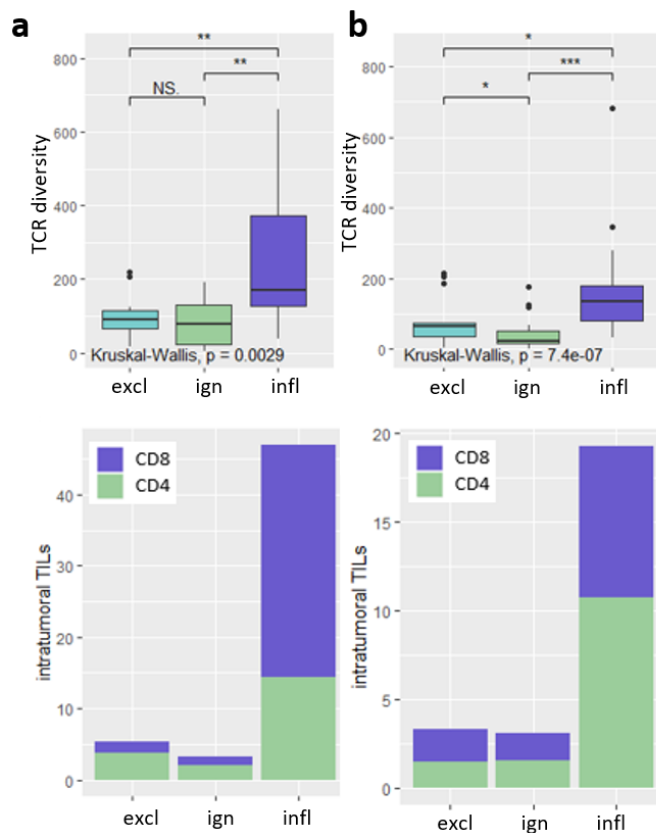 a
**
**
NS.
800
600
400
200
0
TCR diversity
Kruskal-Wallis, p = 0.0029
excl ign infl
b
*
***
*
800
600
400
200
0
TCR diversity
Kruskal-Wallis, p = 7.4e-07
excl ign infl
CD8
CD4
40
30
20
10
0
intratumoral TILs
excl ign infl
CD8
CD4
20
15
10
5
0
intratumoral TILs
excl ign infl